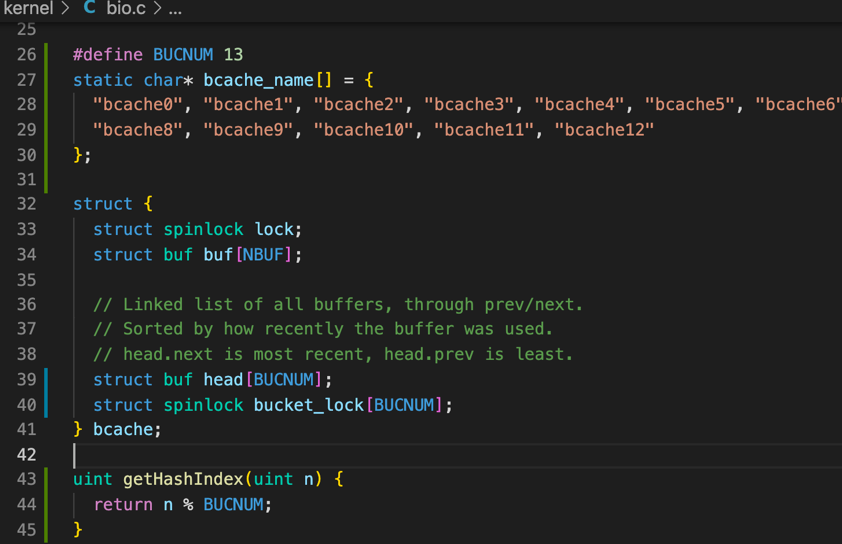 kernel > C bio.c > ...
25
26 #define BUCNUM 13
27 static char* bcache_name[] = {
28   "bcache0", "bcache1", "bcache2", "bcache3", "bcache4", "bcache5", "bcache6"
29   "bcache8", "bcache9", "bcache10", "bcache11", "bcache12"
30 };
31
32 struct {
33   struct spinlock lock;
34   struct buf buf[NBUF];
35
36   // Linked list of all buffers, through prev/next.
37   // Sorted by how recently the buffer was used.
38   // head.next is most recent, head.prev is least.
39   struct buf head[BUCNUM];
40   struct spinlock bucket_lock[BUCNUM];
41 } bcache;
42
43 uint getHashIndex(uint n) {
44   return n % BUCNUM;
45 }